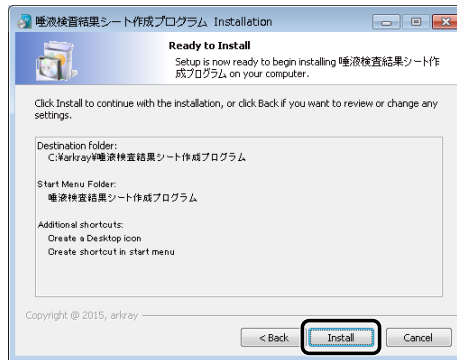 唾液検査結果シート作成プログラム Installation
Ready to Install
Setup is now ready to begin installing 唾液検査結果シート作
成プログラム on your computer.
Click Install to continue with the installation, or click Back if you want to review or change any
settings.
Destination folder:
C:¥arkray¥唾液検査結果シート作成プログラム
Start Menu Folder:
唾液検査結果シート作成プログラム
Additional shortcuts:
Create a Desktop icon
Create shortcut in start menu
Copyright @ 2015, arkray
< Back
Install
Cancel